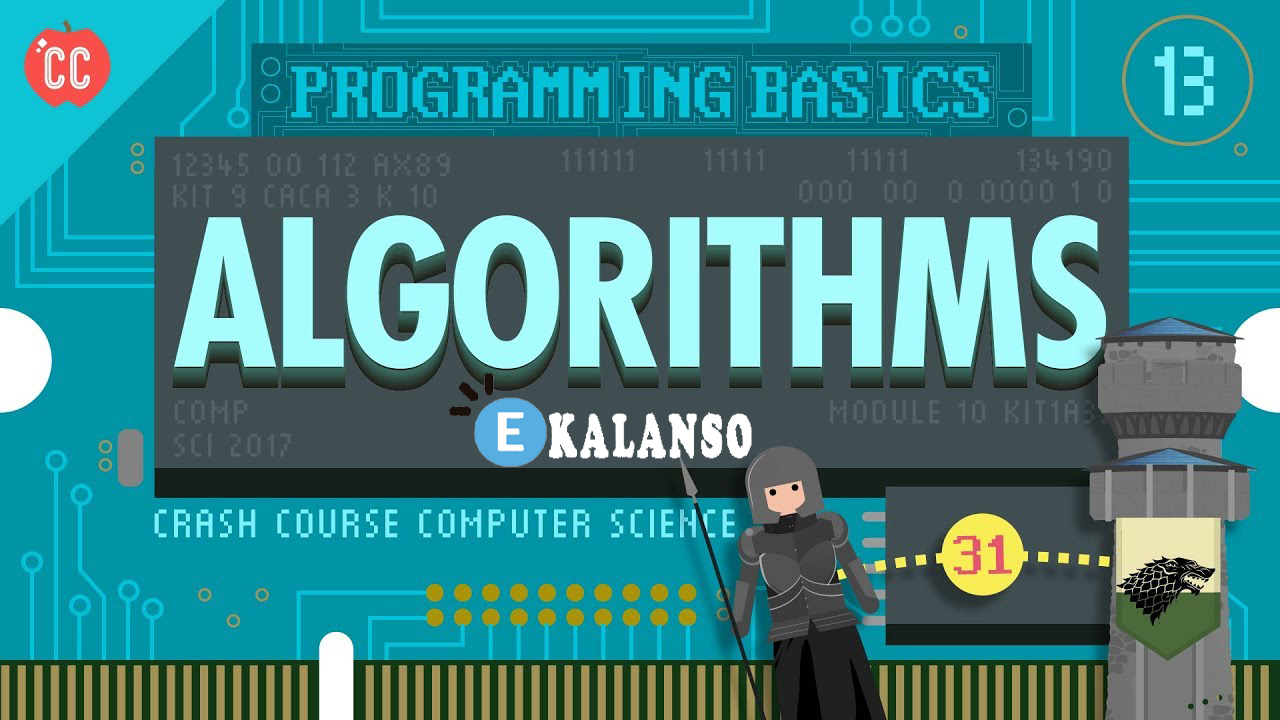 CC
PROGRAMMING BASICS
13
12345 00 112 AX89 111111 11111 11111 134190
KIT 9 CACA 3 K 10 000 00 0 0000 1 0
ALGORITHMS
COMP MODULE 10 KIT1A3
SCI 2017
E KALANSO
CRASH COURSE COMPUTER SCIENCE
31